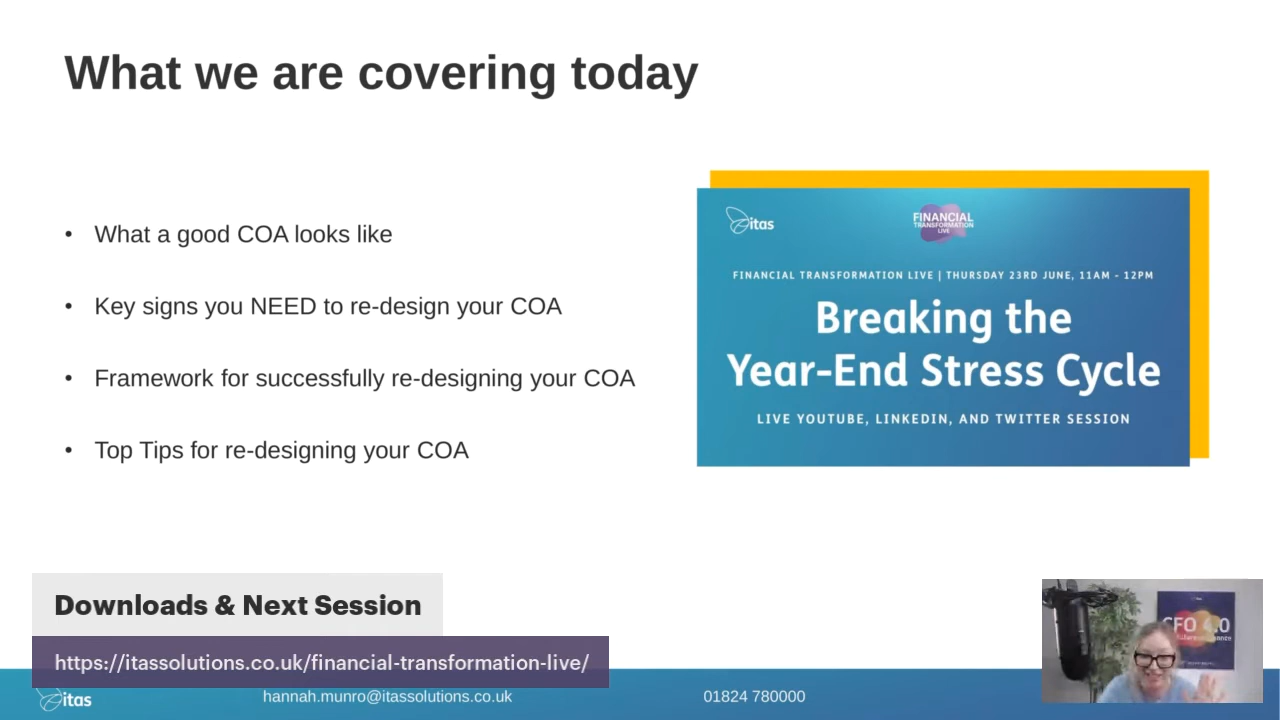 What we are covering today
• What a good COA looks like
• Key signs you NEED to re-design your COA
• Framework for successfully re-designing your COA
• Top Tips for re-designing your COA
itas
FINANCIAL
TRANSFORMATION
LIVE
FINANCIAL TRANSFORMATION LIVE | THURSDAY 23RD JUNE, 11AM - 12PM
Breaking the
Year-End Stress Cycle
LIVE YOUTUBE, LINKEDIN, AND TWITTER SESSION
Downloads & Next Session
https://itassolutions.co.uk/financial-transformation-live/
itas
hannah.munro@itassolutions.co.uk
01824 780000
CFO 4.0